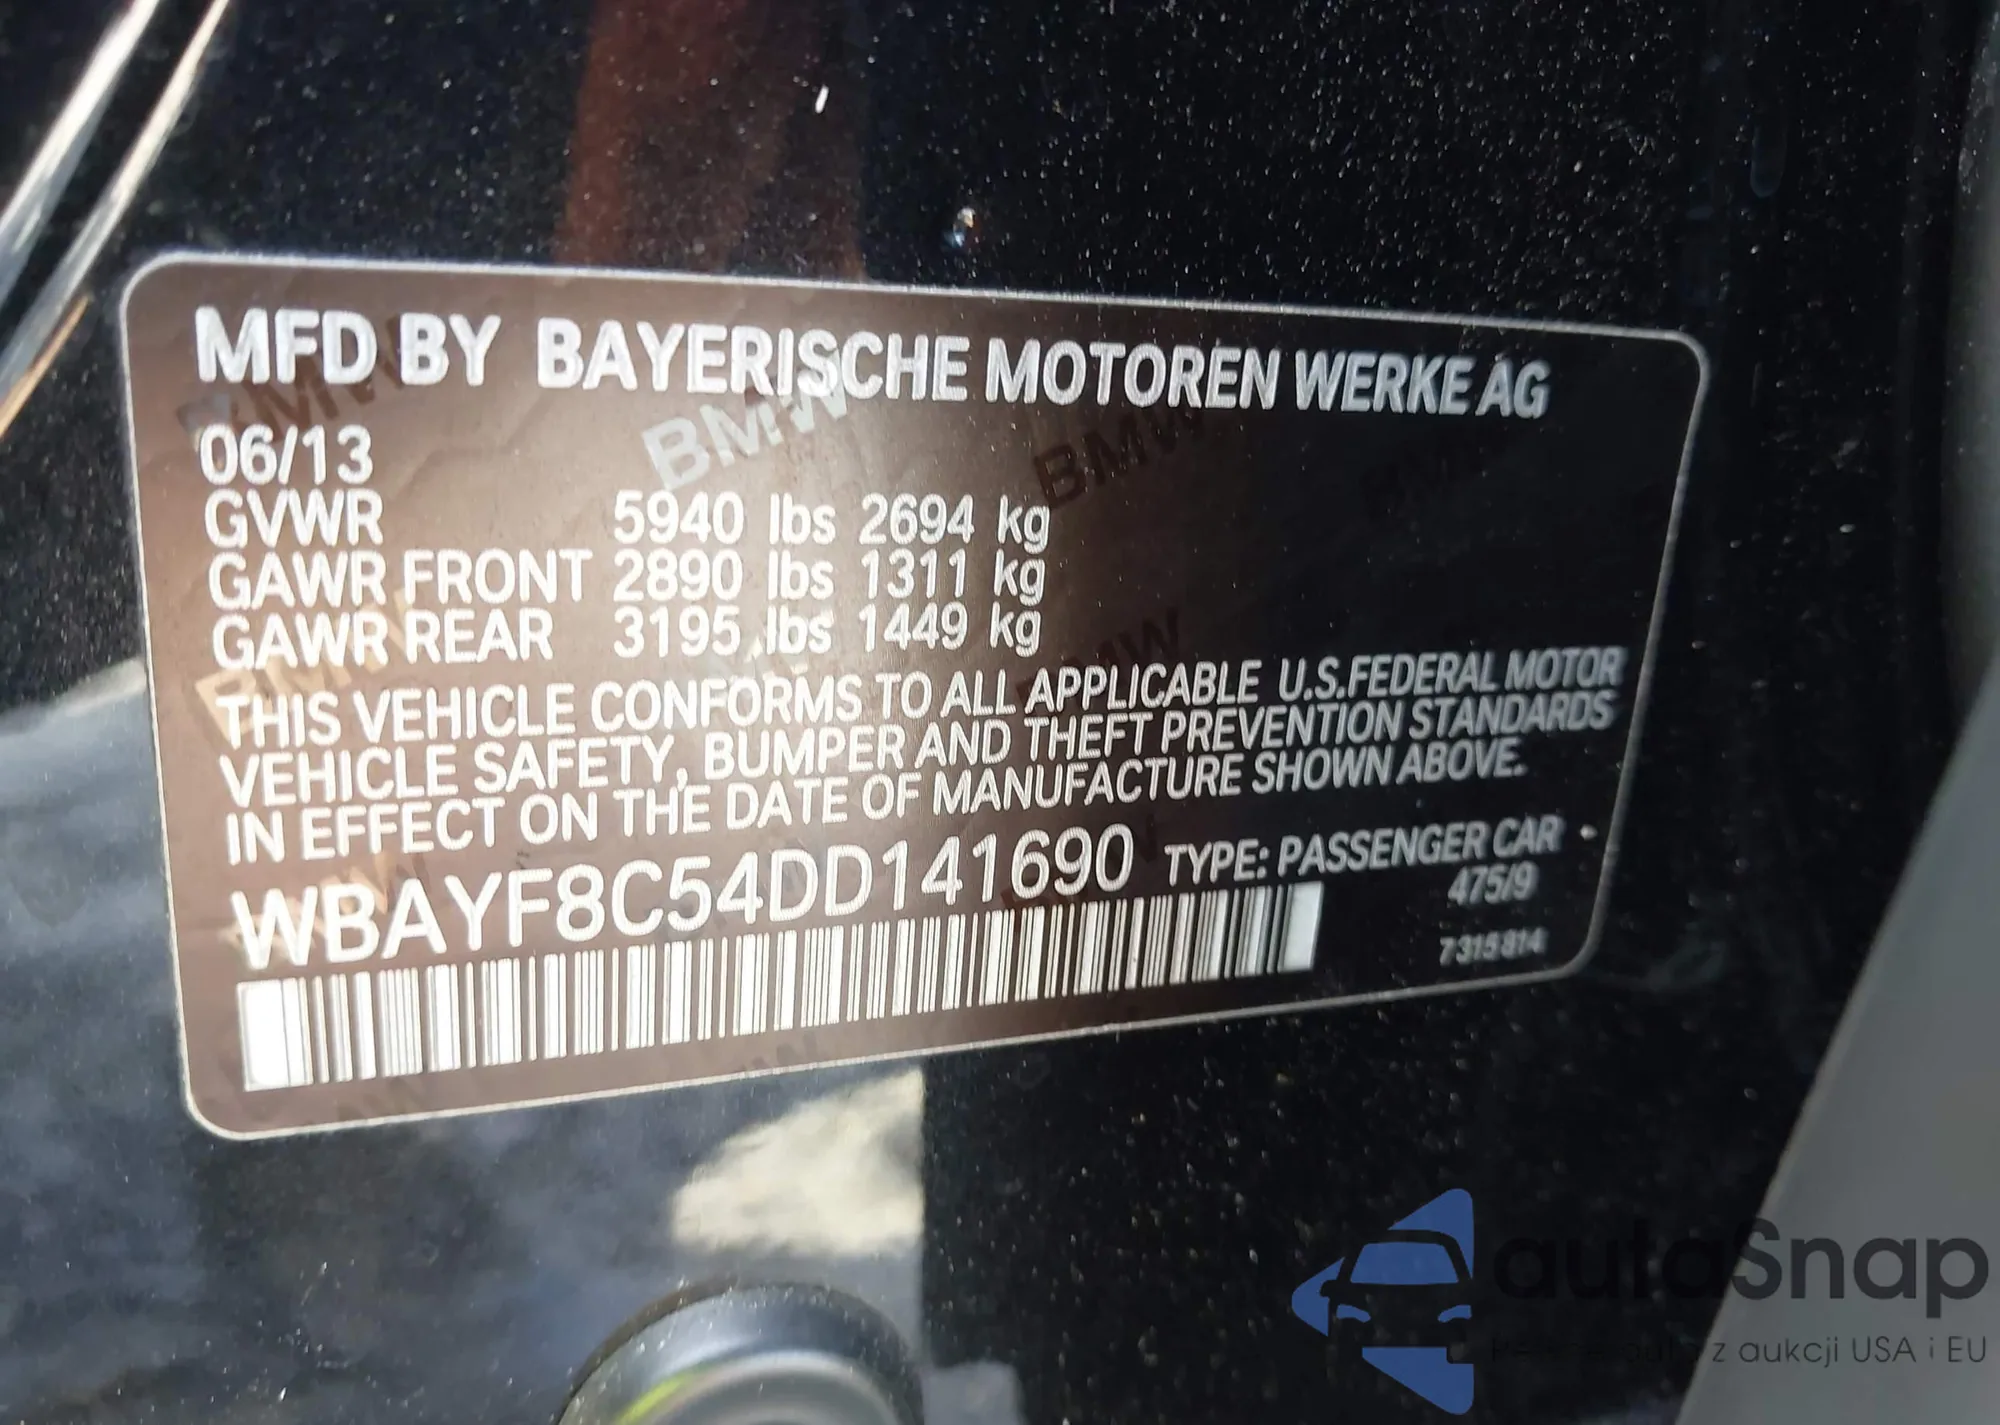 MFD BY BAYERISCHE MOTOREN WERKE AG
06/13
GVWR 5940 lbs 2694 kg
GAWR FRONT 2890 lbs 1311 kg
GAWR REAR 3195 lbs 1449 kg
THIS VEHICLE CONFORMS TO ALL APPLICABLE U.S.FEDERAL MOTOR
VEHICLE SAFETY, BUMPER AND THEFT PREVENTION STANDARDS
IN EFFECT ON THE DATE OF MANUFACTURE SHOWN ABOVE.
WBAYF8C54DD141690 TYPE: PASSENGER CAR
475/9
7315814
autoSnap
z aukcji USA i EU